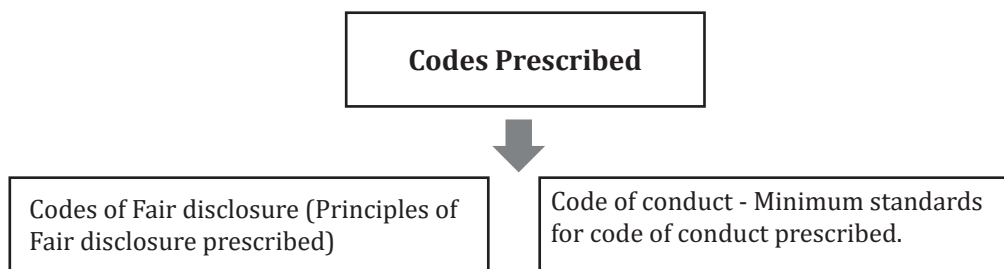 Codes Prescribed
Codes of Fair disclosure (Principles of
Fair disclosure prescribed)
Code of conduct - Minimum standards
for code of conduct prescribed.